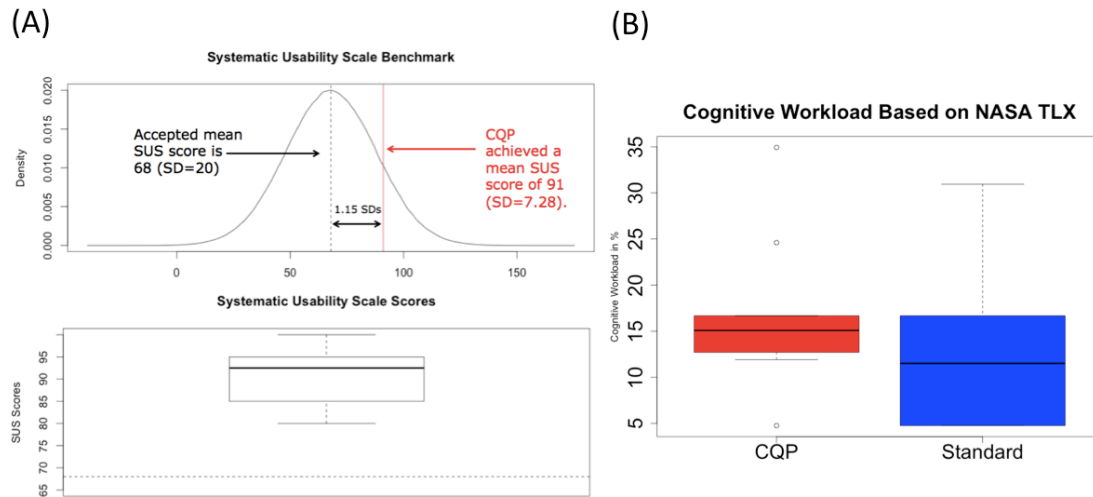 (A)
Systematic Usability Scale Benchmark
Density
0.020
0.015
0.010
0.005
0.000
Accepted mean
SUS score is
68 (SD=20)
CQP
achieved a
mean SUS
score of 91
(SD=7.28).
1.15 SDs
0
50
100
150
Systematic Usability Scale Scores
SUS Scores
95
90
85
80
75
70
65
(B)
Cognitive Workload Based on NASA TLX
Cognitive Workload in %
35
30
25
20
15
10
5
CQP
Standard